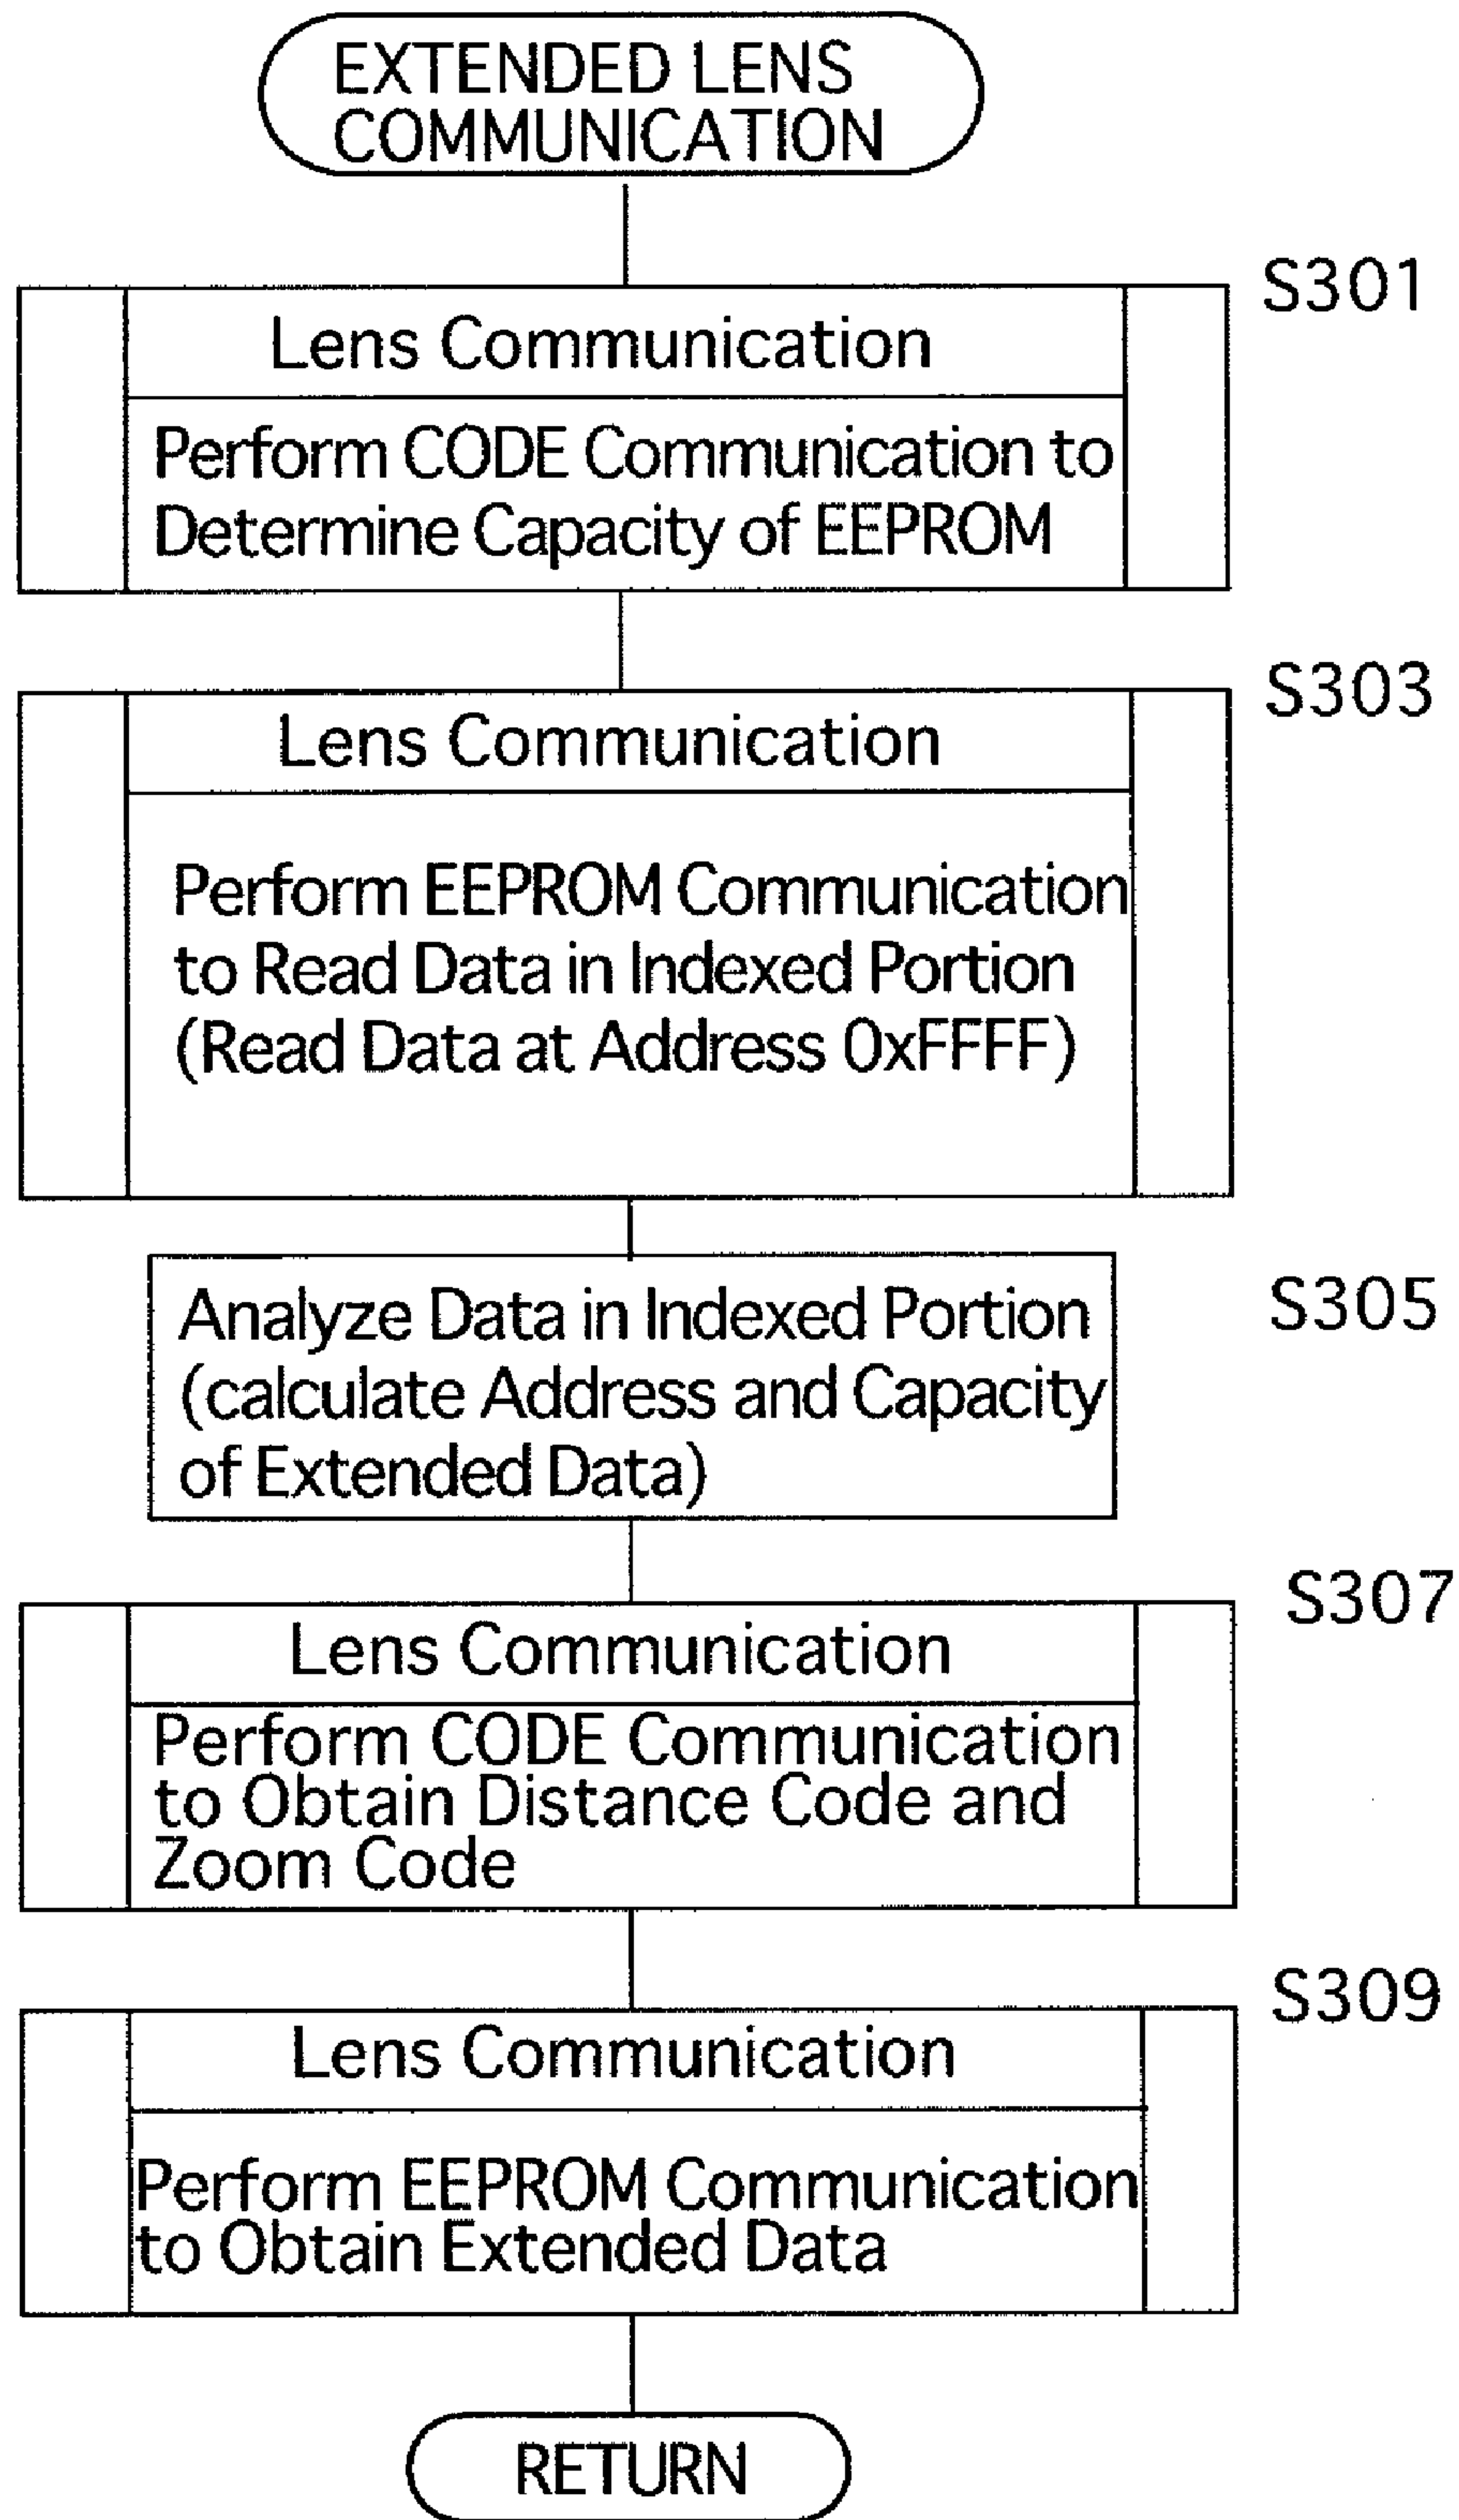 EXTENDED LENS
COMMUNICATION
S301
Lens Communication
Perform CODE Communication to
Determine Capacity of EEPROM
S303
Lens Communication
Perform EEPROM Communication
to Read Data in Indexed Portion
(Read Data at Address 0xFFFF)
S305
Analyze Data in Indexed Portion
(calculate Address and Capacity
of Extended Data)
S307
Lens Communication
Perform CODE Communication
to Obtain Distance Code and
Zoom Code
S309
Lens Communication
Perform EEPROM Communication
to Obtain Extended Data
RETURN